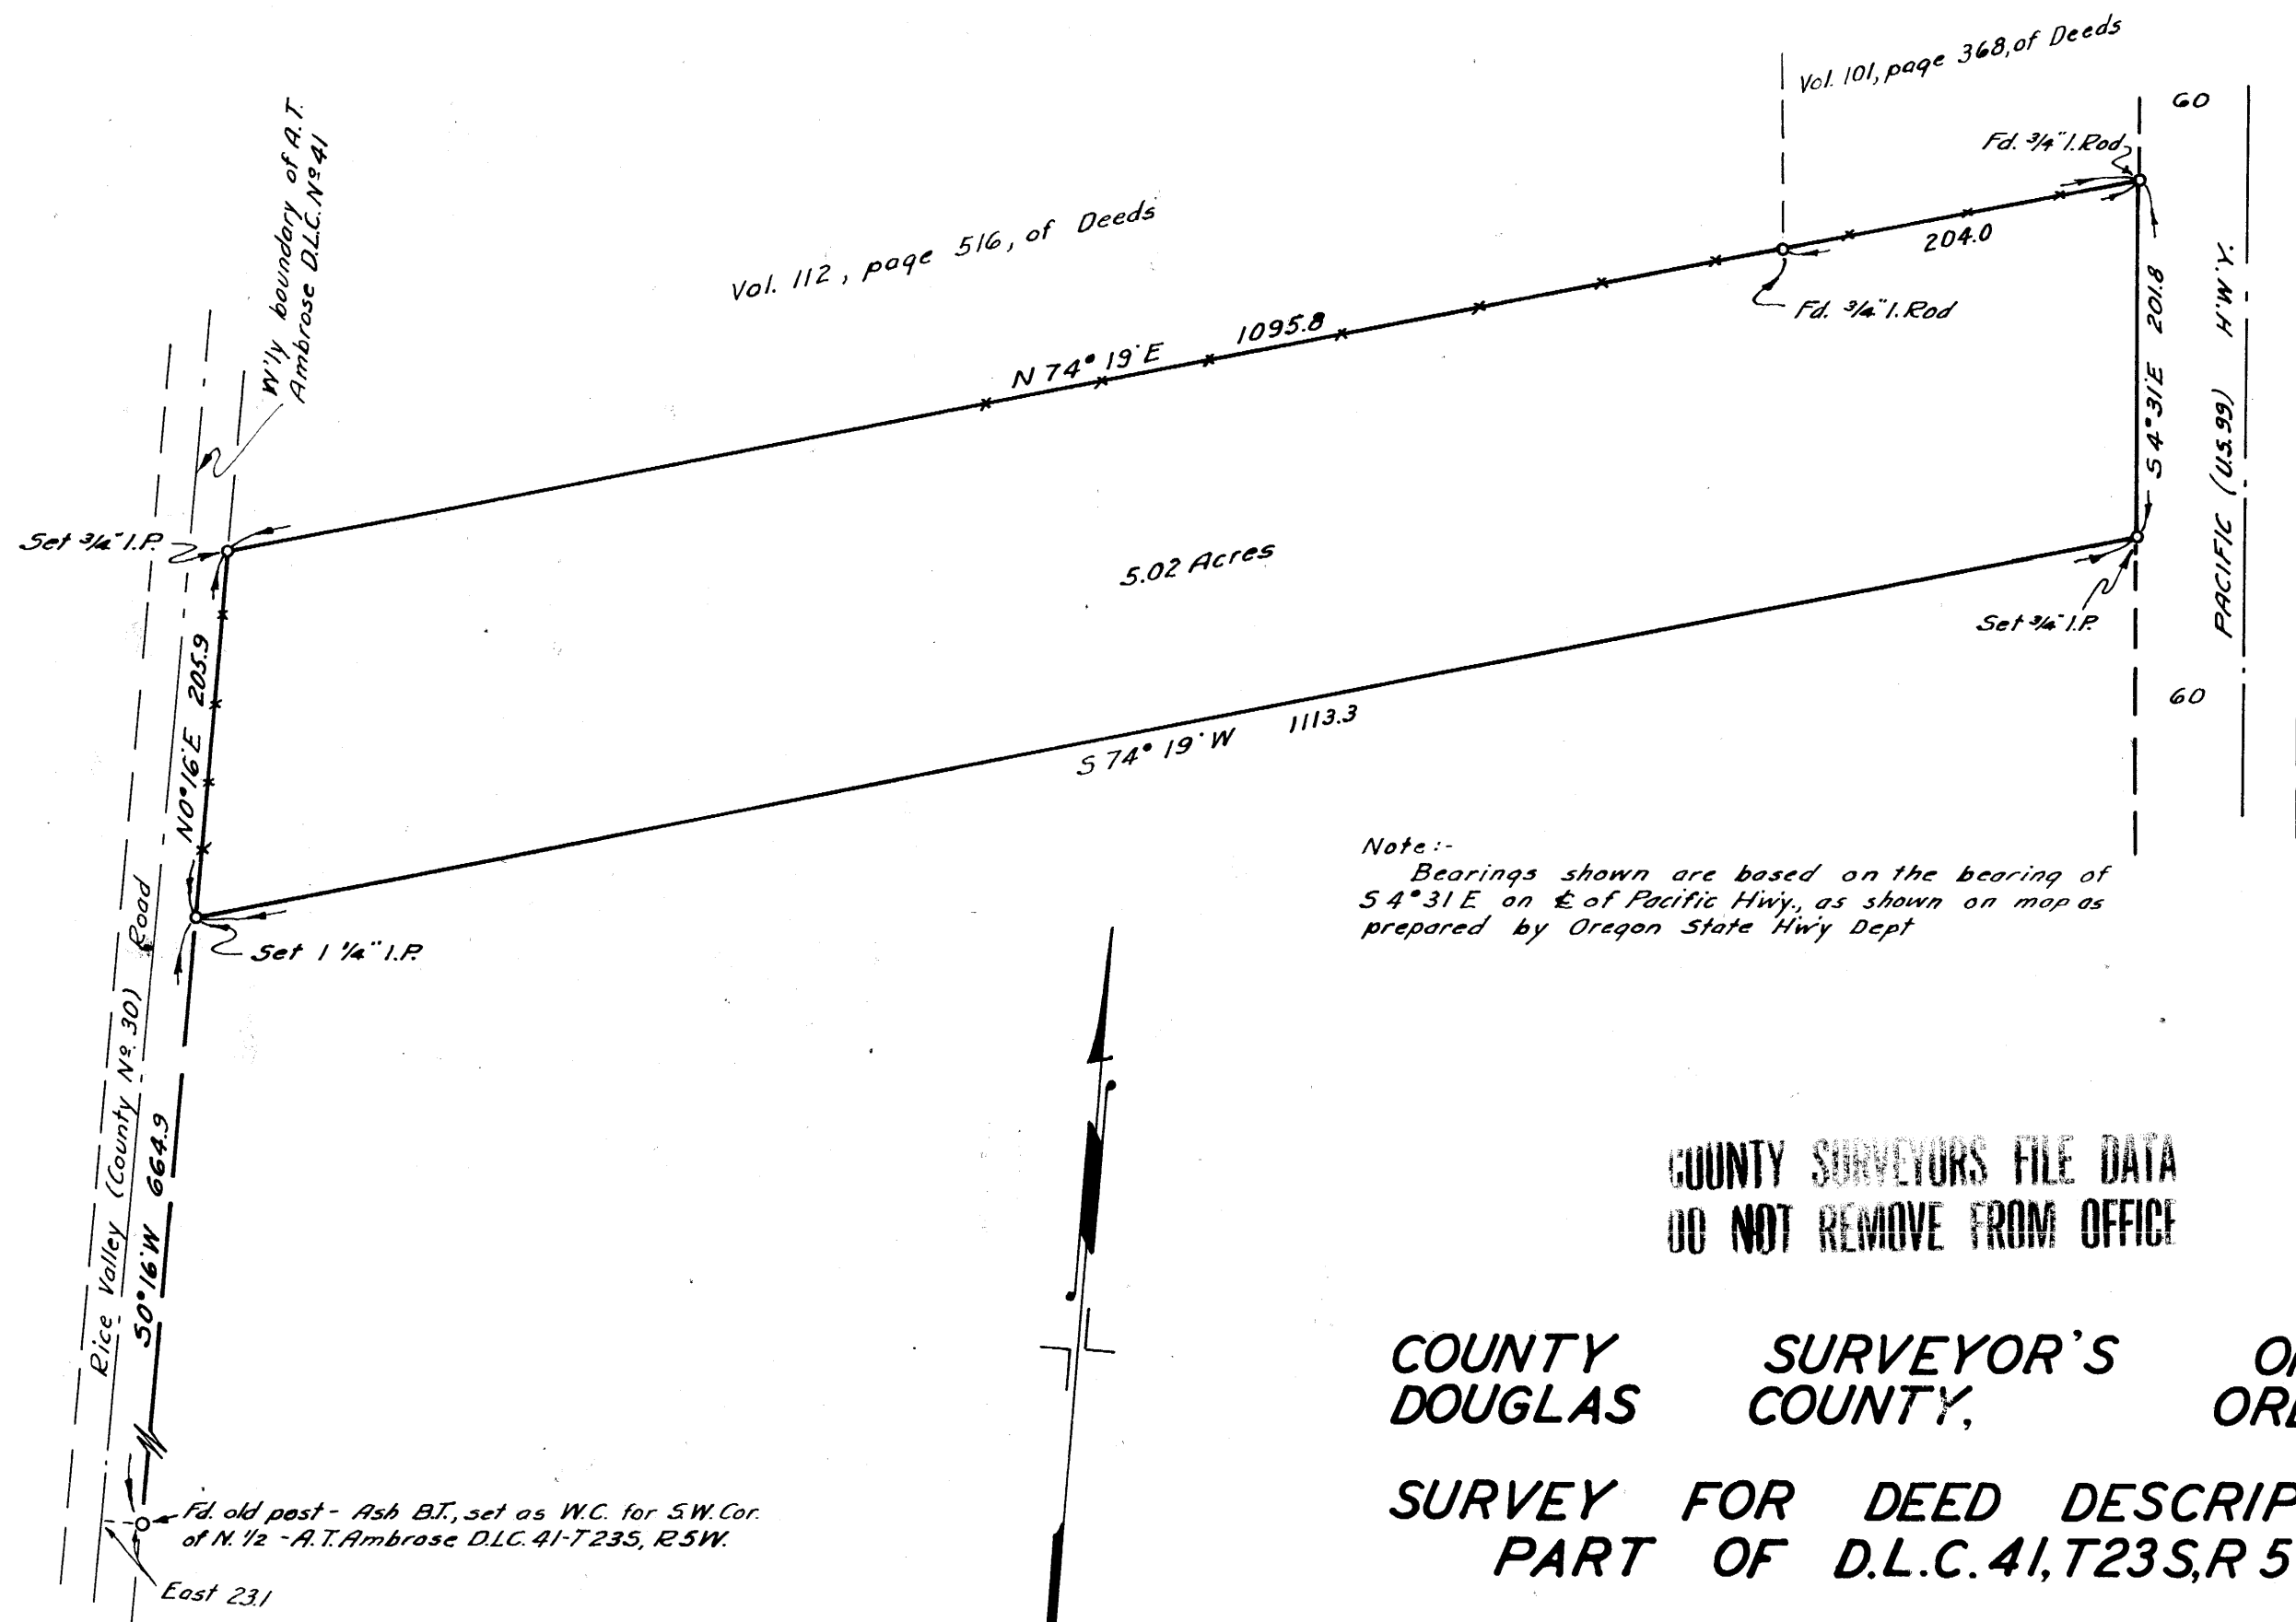 Vol. 101, page 368, of Deeds
60
Fd. 3/4" I. Rod
W'ly boundary of A.T.
Ambrose D.L.C. Nº 41
Vol. 112, page 516, of Deeds
204.0
Fd. 3/4" I. Rod
N 74° 19' E 1095.8
S 4° 31' E 201.8
PACIFIC (U.S. 99) H'W'Y.
Set 3/4" I.P.
5.02 Acres
Set 3/4" I.P.
N 0° 16' E 205.9
60
S 74° 19' W 1113.3
Note:-
Bearings shown are based on the bearing of
S 4° 31 E on ℄ of Pacific Hwy., as shown on map as
prepared by Oregon State Hw'y Dept
Set 1 1/4" I.P.
Rice Valley (County Nº. 30) Road
S 0° 16' W 664.9
COUNTY SURVEYORS FILE DATA
DO NOT REMOVE FROM OFFICE
COUNTY SURVEYOR'S
DOUGLAS COUNTY,
Fd. old post - Ash B.T., set as W.C. for S.W. Cor.
of N. 1/2 - A.T. Ambrose D.L.C. 41-T23S, R5W.
East 23.1
SURVEY FOR DEED DESCRIP
PART OF D.L.C. 41, T23S, R 5